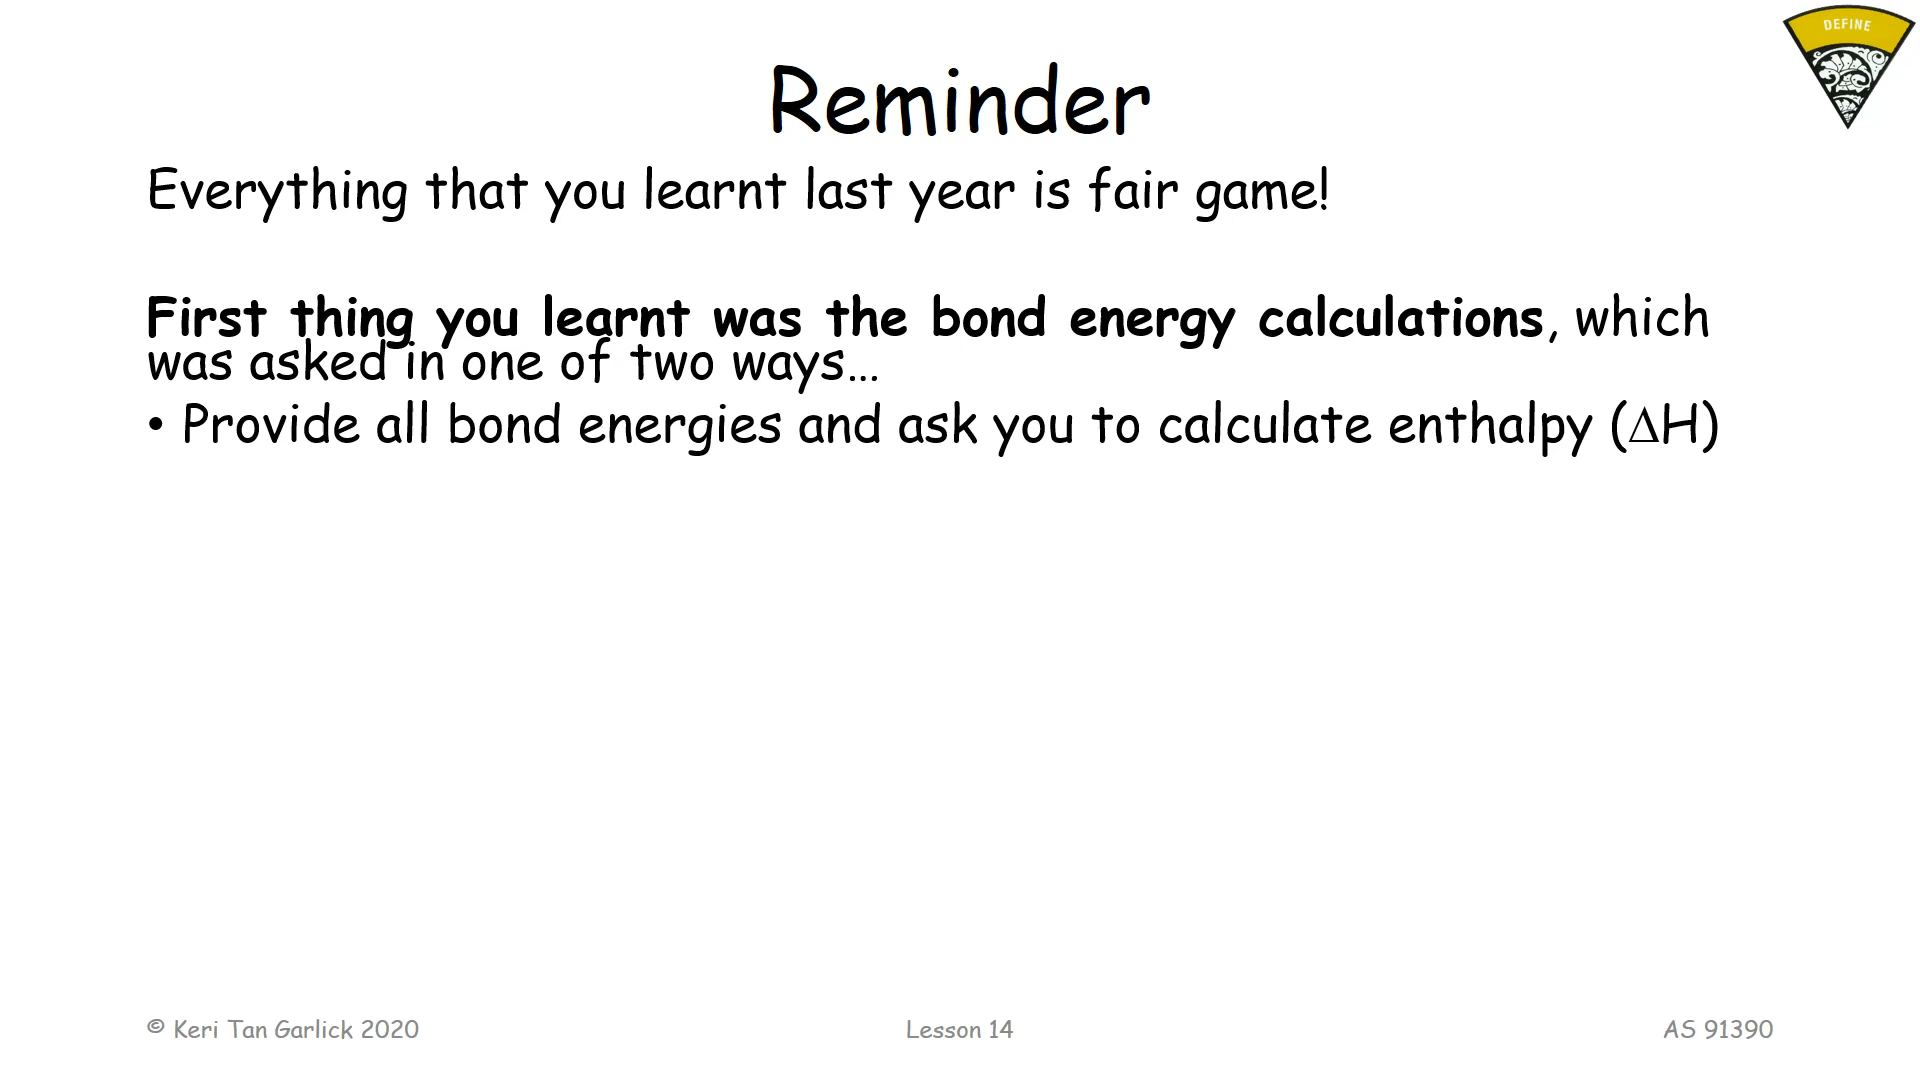 DEFINE
Reminder
Everything that you learnt last year is fair game!
First thing you learnt was the bond energy calculations, which
was asked in one of two ways…
• Provide all bond energies and ask you to calculate enthalpy (ΔH)
© Keri Tan Garlick 2020
Lesson 14
AS 91390